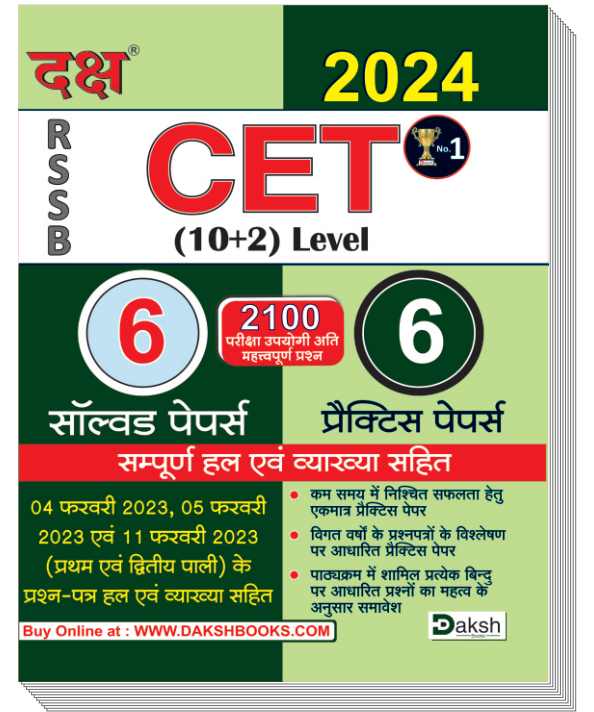 दक्ष®
2024
RSSB
CET
No.1
(10+2) Level
6
2100
परीक्षा उपयोगी अति
महत्त्वपूर्ण प्रश्न
6
सॉल्वड पेपर्स
प्रैक्टिस पेपर्स
सम्पूर्ण हल एवं व्याख्या सहित
04 फरवरी 2023, 05 फरवरी
2023 एवं 11 फरवरी 2023
(प्रथम एवं द्वितीय पाली) के
प्रश्न-पत्र हल एवं व्याख्या सहित
• कम समय में निश्चित सफलता हेतु
एकमात्र प्रैक्टिस पेपर
• विगत वर्षों के प्रश्नपत्रों के विश्लेषण
पर आधारित प्रैक्टिस पेपर
• पाठ्यक्रम में शामिल प्रत्येक बिन्दु
पर आधारित प्रश्नों का महत्व के
अनुसार समावेश
Buy Online at : WWW.DAKSHBOOKS.COM
Daksh
Books